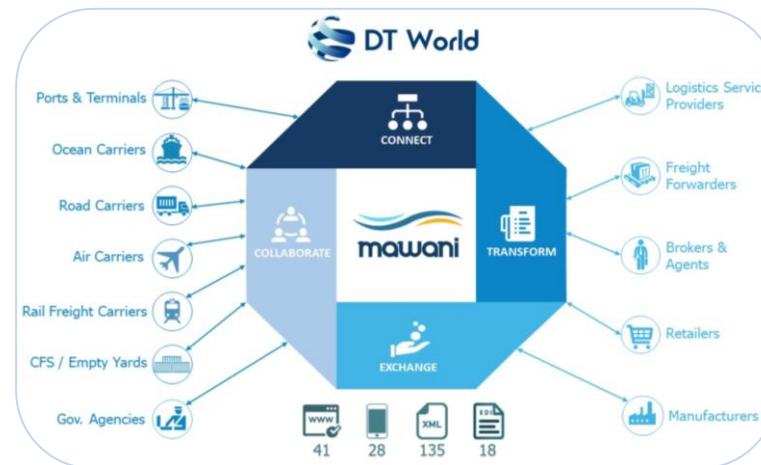 DT World
Ports & Terminals
Ocean Carriers
Road Carriers
Air Carriers
Rail Freight Carriers
CFS / Empty Yards
Gov. Agencies
CONNECT
COLLABORATE
mawani
TRANSFORM
EXCHANGE
Logistics Servic
Providers
Freight
Forwarders
Brokers &
Agents
Retailers
Manufacturers
WWW
XML
EDI
41
28
135
18